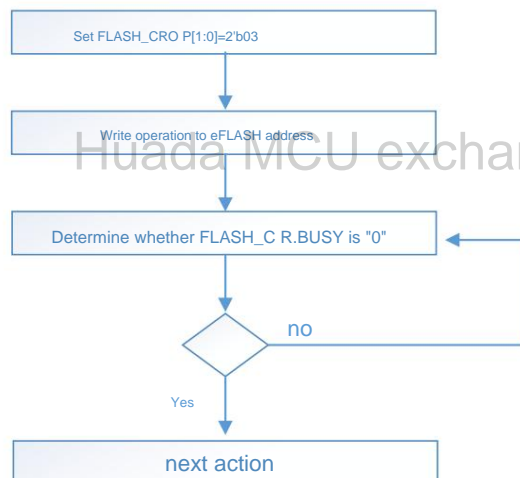 Set FLASH_CRO P[1:0]=2'b03
Write operation to eFLASH address
Huada MCU exchan
Determine whether FLASH_C R.BUSY is "0"
no
Yes
next action